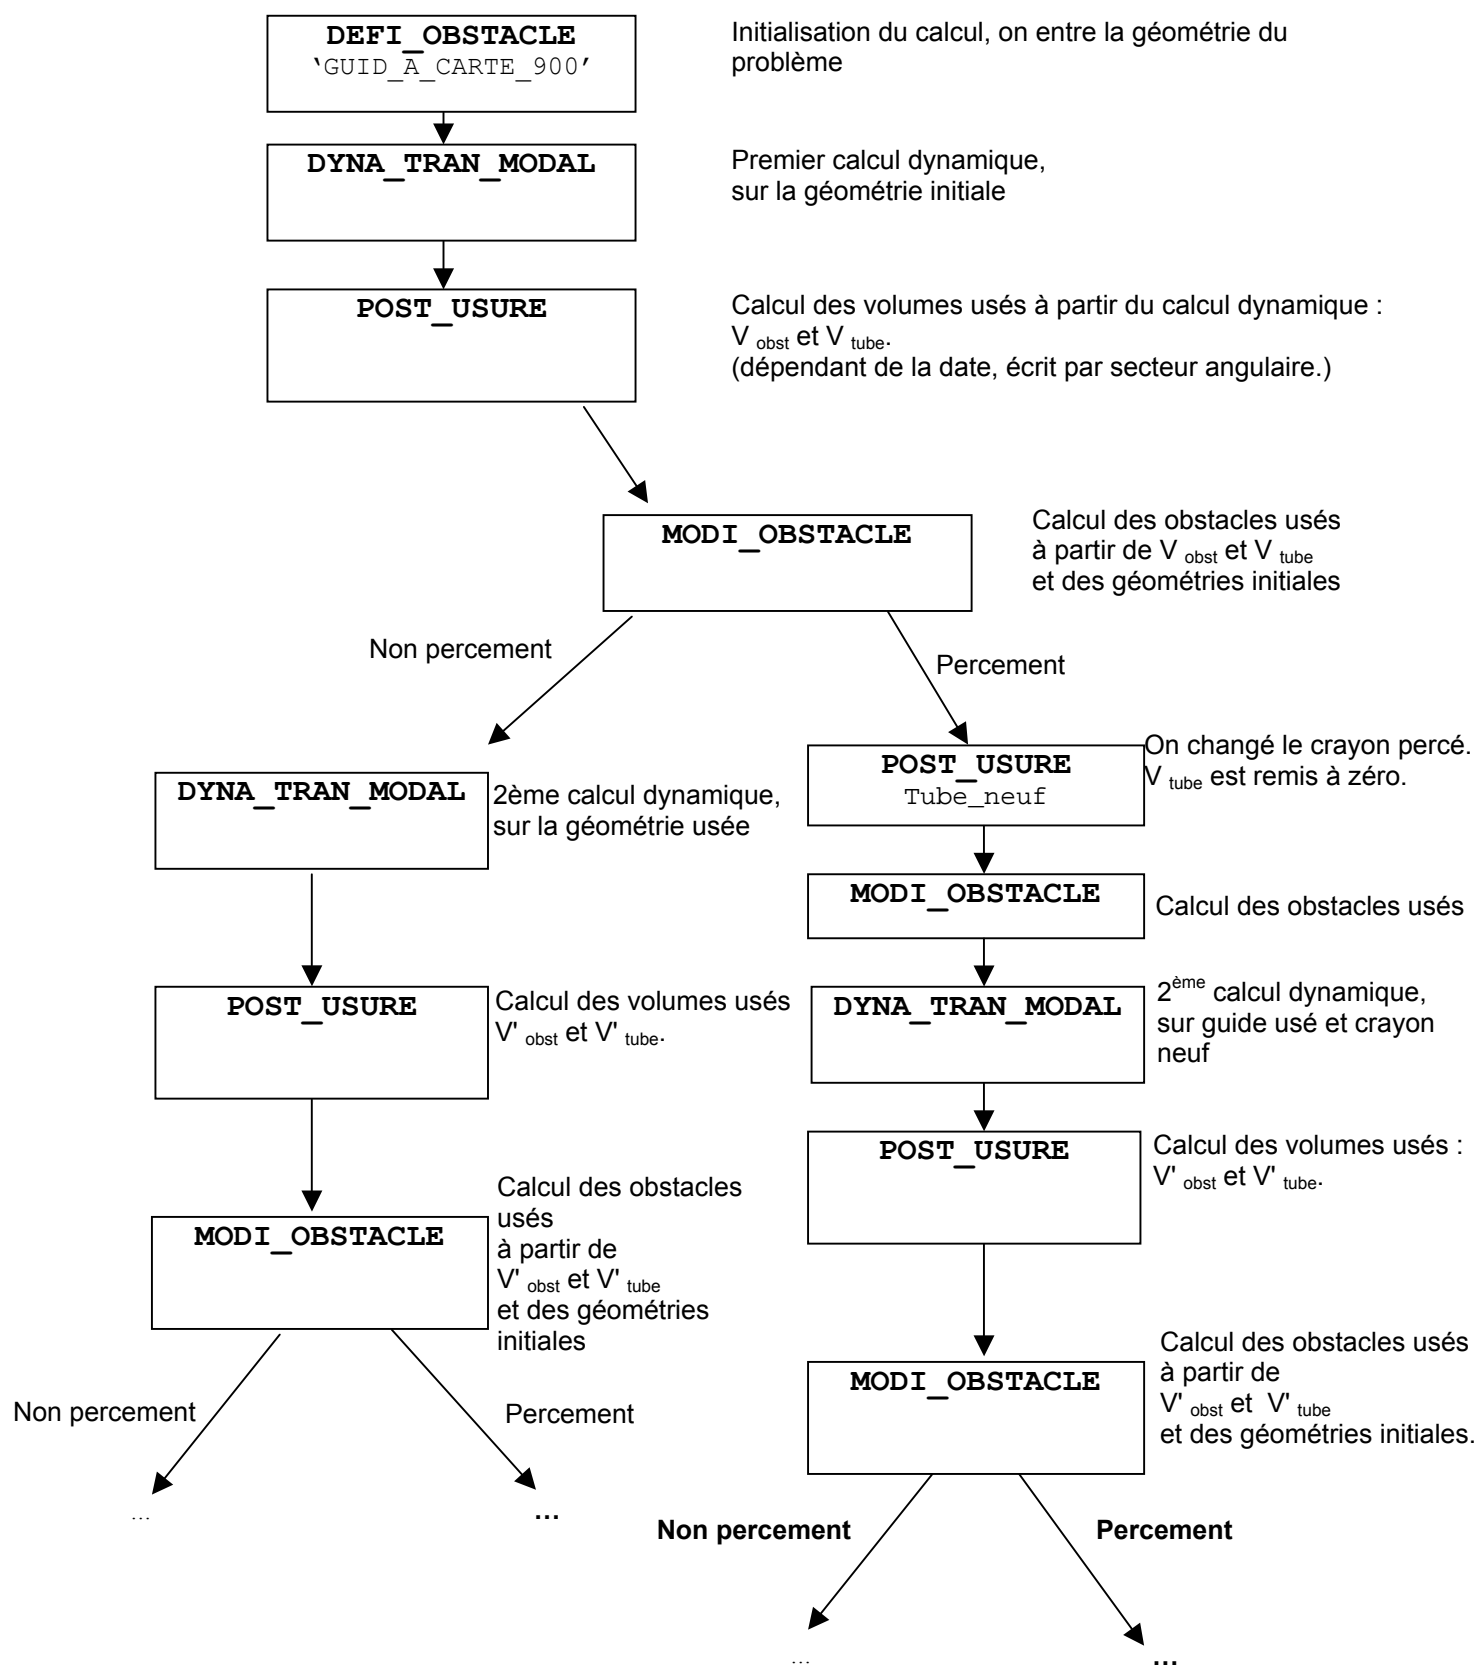 DEFI_OBSTACLE
‘GUID_A_CARTE_900’
Initialisation du calcul, on entre la géométrie du
problème
DYNA_TRAN_MODAL
Premier calcul dynamique,
sur la géométrie initiale
POST_USURE
Calcul des volumes usés à partir du calcul dynamique :
V obst et V tube.
(dépendant de la date, écrit par secteur angulaire.)
MODI_OBSTACLE
Calcul des obstacles usés
à partir de V obst et V tube
et des géométries initiales
Non percement
Percement
DYNA_TRAN_MODAL
2ème calcul dynamique,
sur la géométrie usée
POST_USURE
Tube_neuf
On changé le crayon percé.
V tube est remis à zéro.
MODI_OBSTACLE
Calcul des obstacles usés
POST_USURE
Calcul des volumes usés
V' obst et V' tube.
DYNA_TRAN_MODAL
2ème calcul dynamique,
sur guide usé et crayon
neuf
POST_USURE
Calcul des volumes usés :
V' obst et V' tube.
MODI_OBSTACLE
Calcul des obstacles
usés
à partir de
V' obst et V' tube
et des géométries
initiales
MODI_OBSTACLE
Calcul des obstacles usés
à partir de
V' obst et V' tube
et des géométries initiales.
Non percement
Percement
...
...
Non percement
Percement
...
...